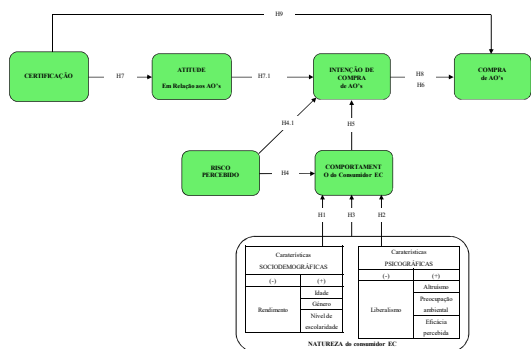 H9
CERTIFICAÇÃO
H7
ATITUDE
Em Relação aos AO's
H7.1
INTENÇÃO DE
COMPRA
de AO's
H8
H6
COMPRA
de AO's
H4.1
H5
RISCO
PERCEBIDO
H4
COMPORTAMENT
O do Consumidor EC
H1
H3
H2
Caraterísticas
SOCIODEMOGRÁFICAS
(-)
(+)
Rendimento
Idade
Género
Nível de
escolaridade
Caraterísticas
PSICOGRÁFICAS
(-)
(+)
Liberalismo
Altruísmo
Preocupação
ambiental
Eficácia
percebida
NATUREZA do consumidor EC